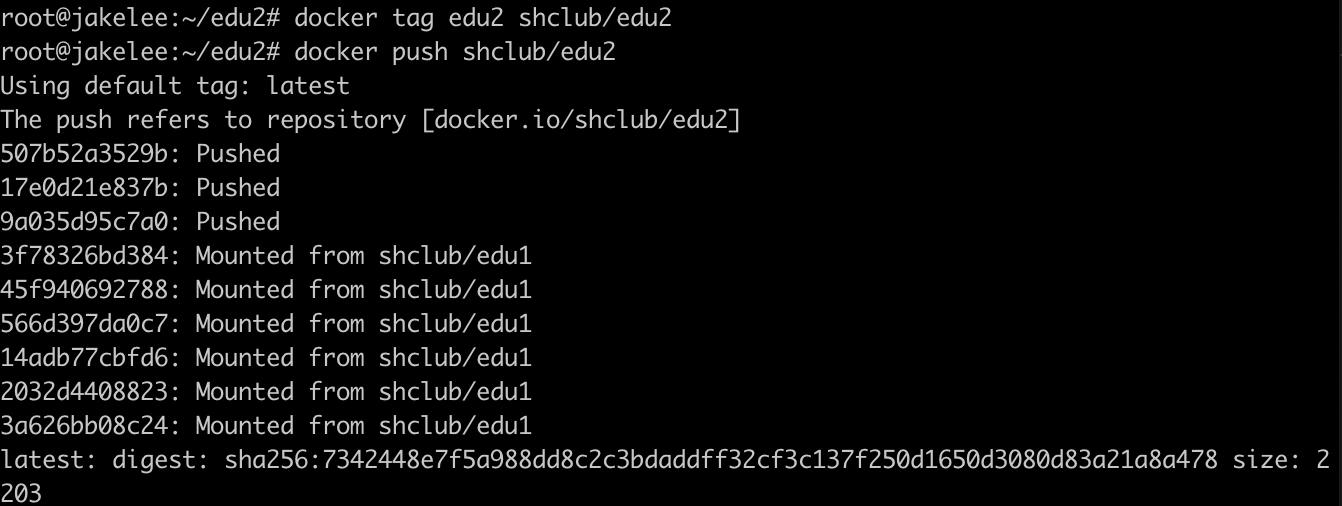 root@jakelee:~/edu2# docker tag edu2 shclub/edu2
root@jakelee:~/edu2# docker push shclub/edu2
Using default tag: latest
The push refers to repository [docker.io/shclub/edu2]
507b52a3529b: Pushed
17e0d21e837b: Pushed
9a035d95c7a0: Pushed
3f78326bd384: Mounted from shclub/edu1
45f940692788: Mounted from shclub/edu1
566d397da0c7: Mounted from shclub/edu1
14adb77cbfd6: Mounted from shclub/edu1
2032d4408823: Mounted from shclub/edu1
3a626bb08c24: Mounted from shclub/edu1
latest: digest: sha256:7342448e7f5a988dd8c2c3bdaddff32cf3c137f250d1650d3080d83a21a8a478 size: 2
203